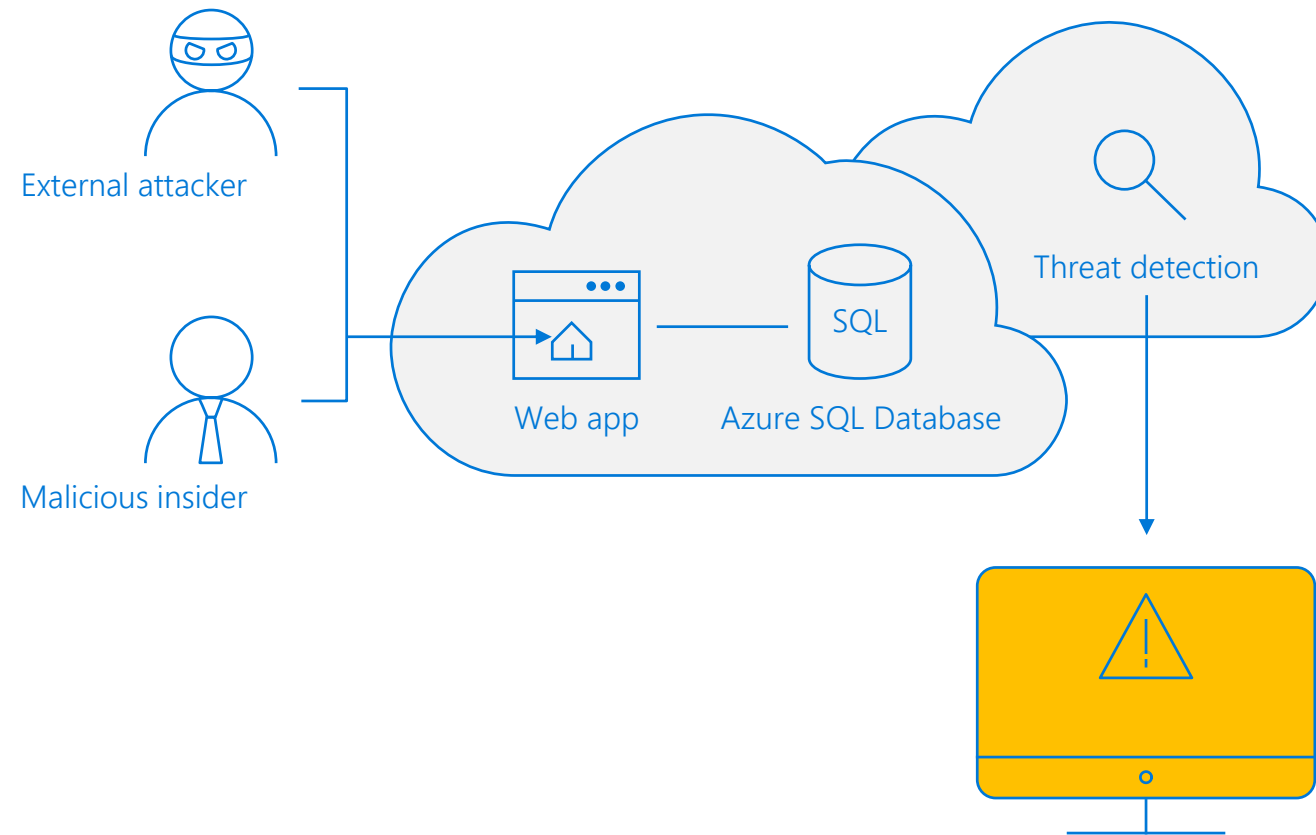 External attacker
Malicious insider
Web app
SQL
Azure SQL Database
Threat detection